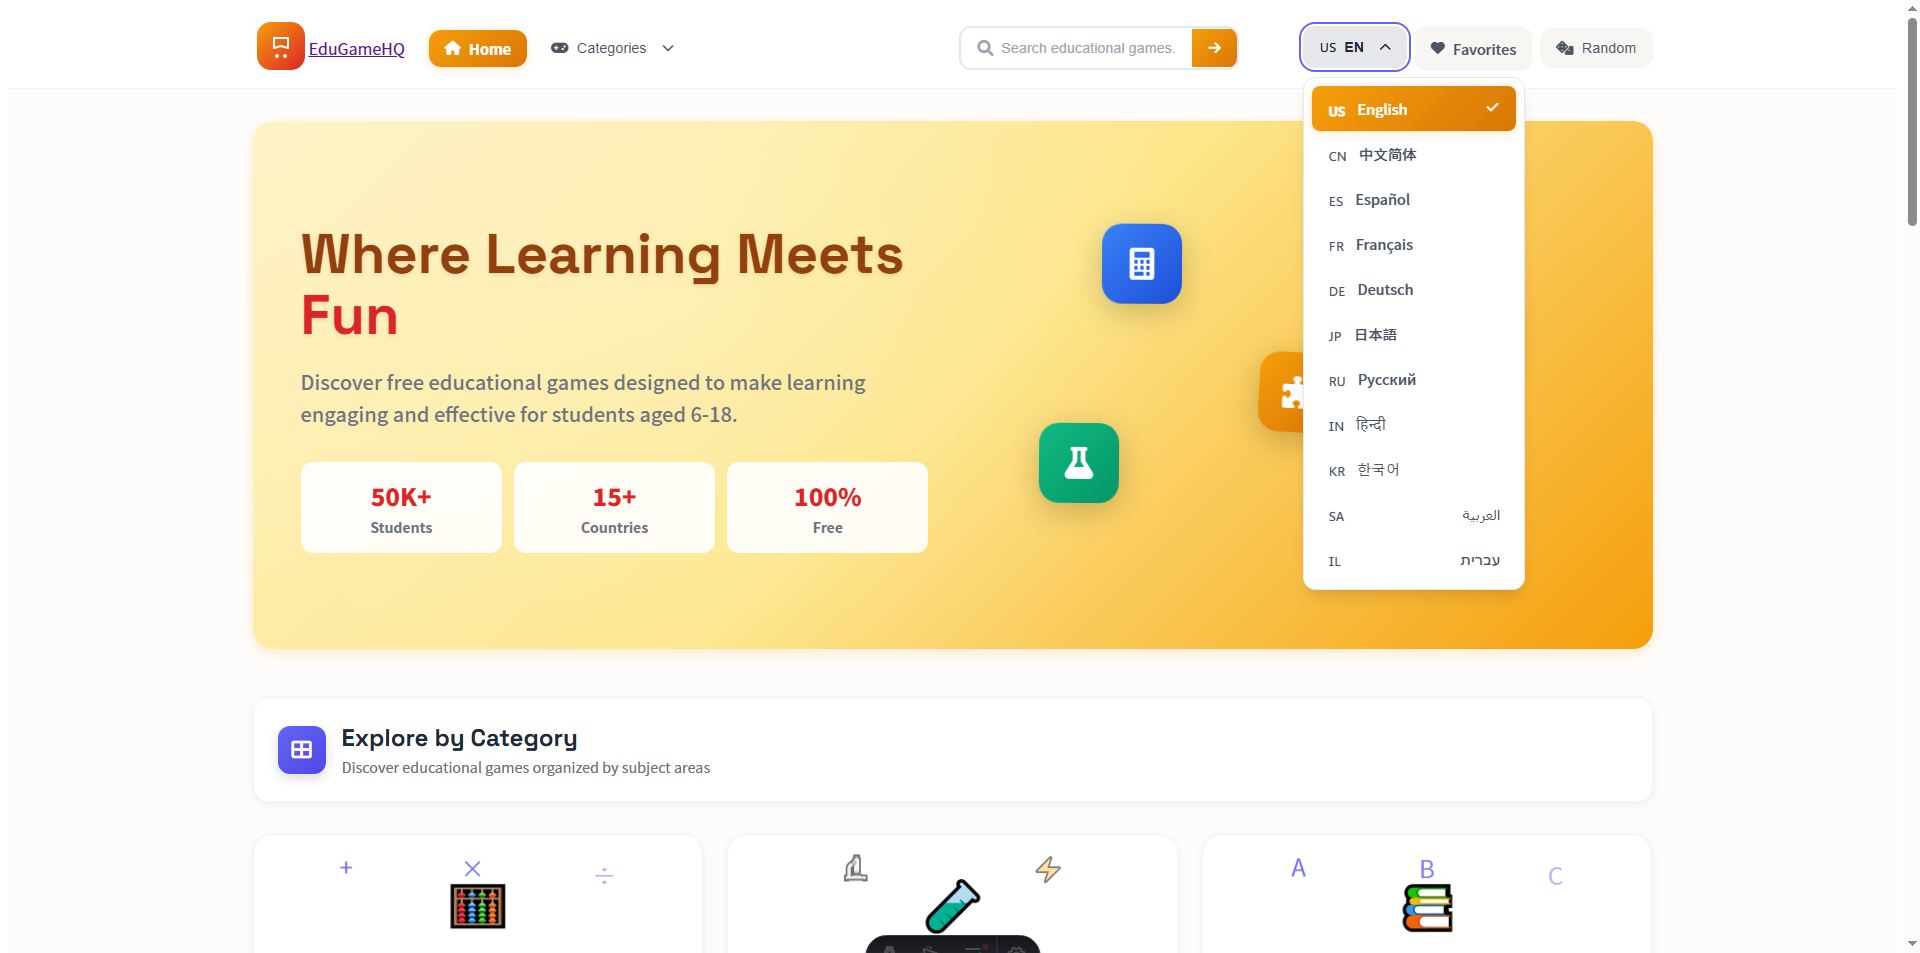 EduGameHQ
Home
Categories
Search educational games.
US EN
Favorites
Random
US English
CN 中文简体
ES Español
FR Français
DE Deutsch
JP 日本語
RU Русский
IN हिन्दी
KR 한국어
SA العربية
IL עברית
Where Learning Meets
Fun
Discover free educational games designed to make learning
engaging and effective for students aged 6-18.
50K+
Students
15+
Countries
100%
Free
Explore by Category
Discover educational games organized by subject areas
+ × ÷
A B C